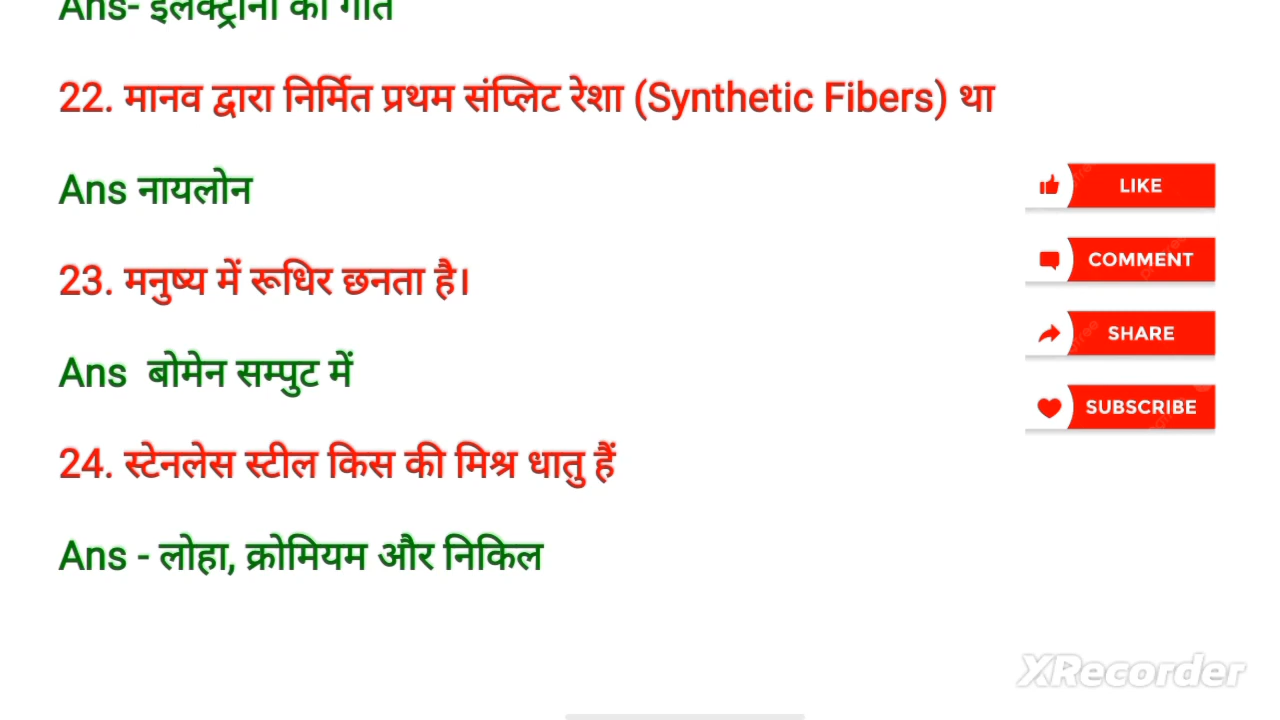 Ans- इलेक्ट्रानों की गति
22. मानव द्वारा निर्मित प्रथम संप्लिट रेशा (Synthetic Fibers) था
Ans नायलोन
23. मनुष्य में रूधिर छनता है।
Ans बोमेन सम्पुट में
24. स्टेनलेस स्टील किस की मिश्र धातु हैं
Ans - लोहा, क्रोमियम और निकिल
LIKE
COMMENT
SHARE
SUBSCRIBE
XRecorder